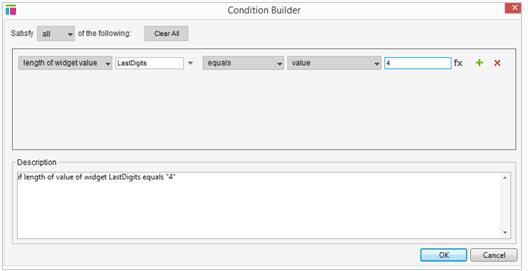 Condition Builder
Satisfy all of the following: Clear All
length of widget value LastDigits equals value 4 fx
Description
if length of value of widget LastDigits equals "4"
OK Cancel